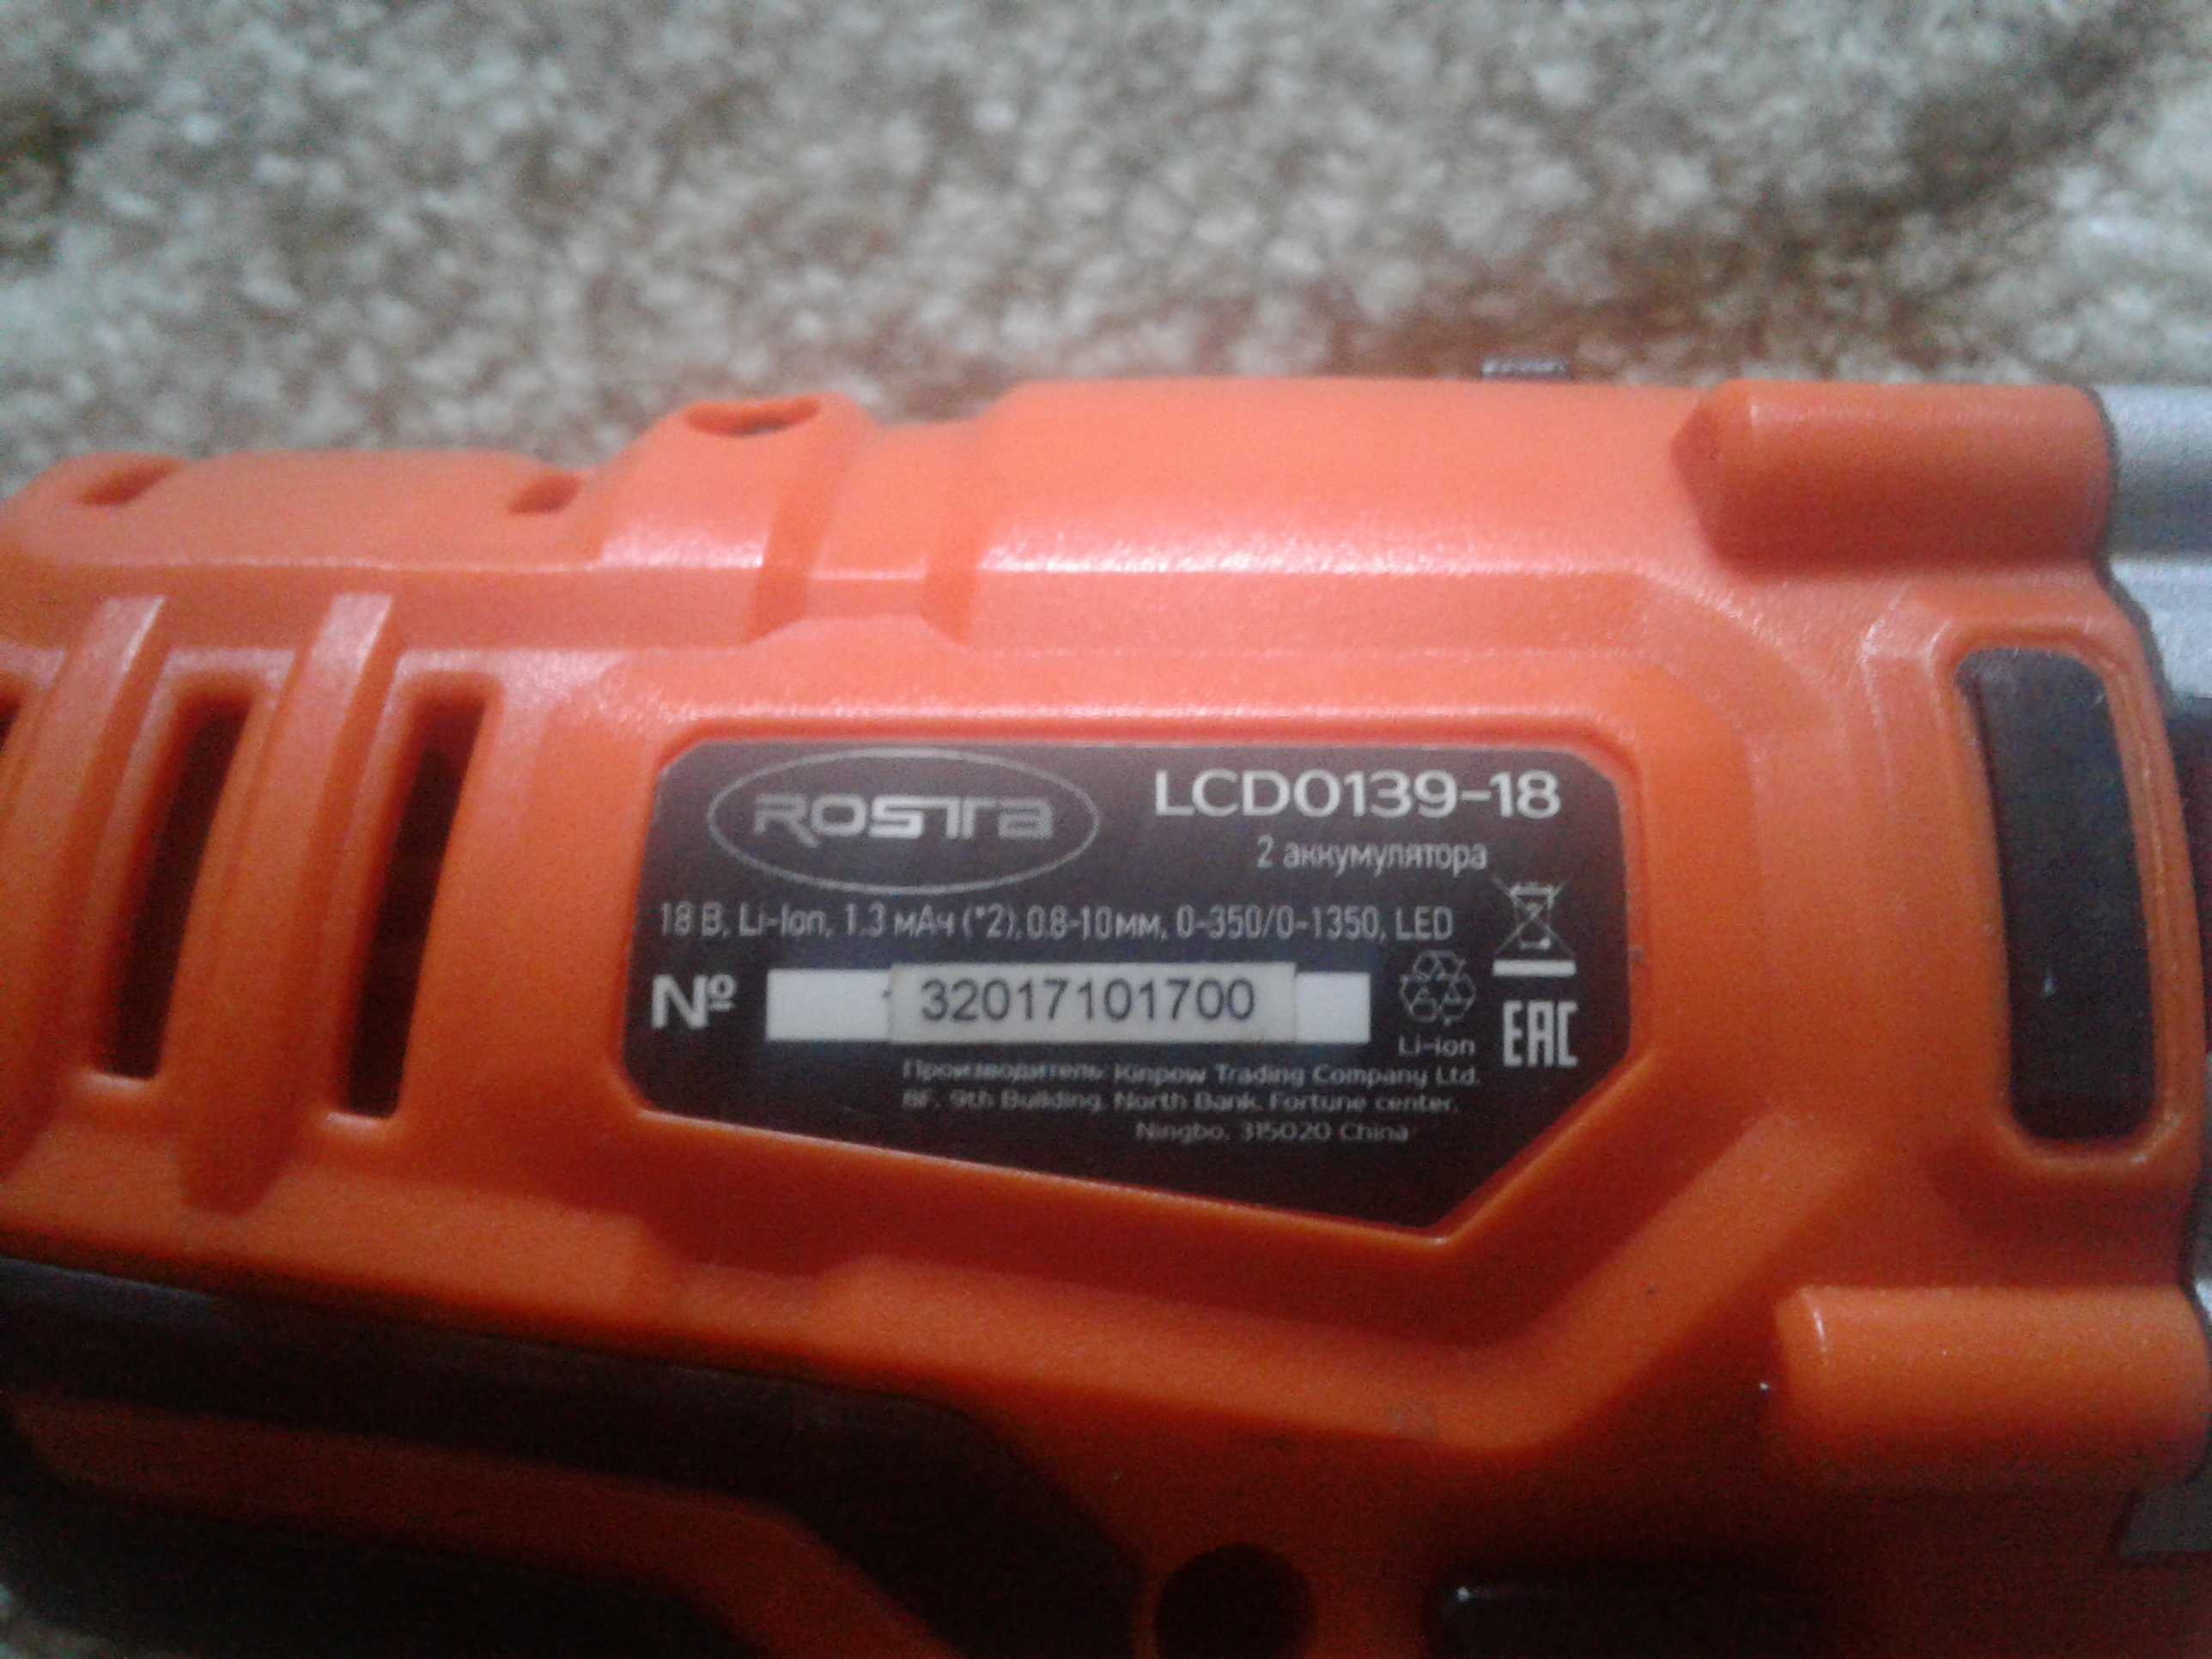 ROSTA
LCD0139-18
2 аккумулятора
18 В, Li-Ion, 1.3 мАч (*2), 0.8-10мм, 0-350/0-1350, LED
№ 32017101700
Li-ion
EAC
Производитель: Kinpow Trading Company Ltd.
8F, 9th Building, North Bank, Fortune center,
Ningbo, 315020 China